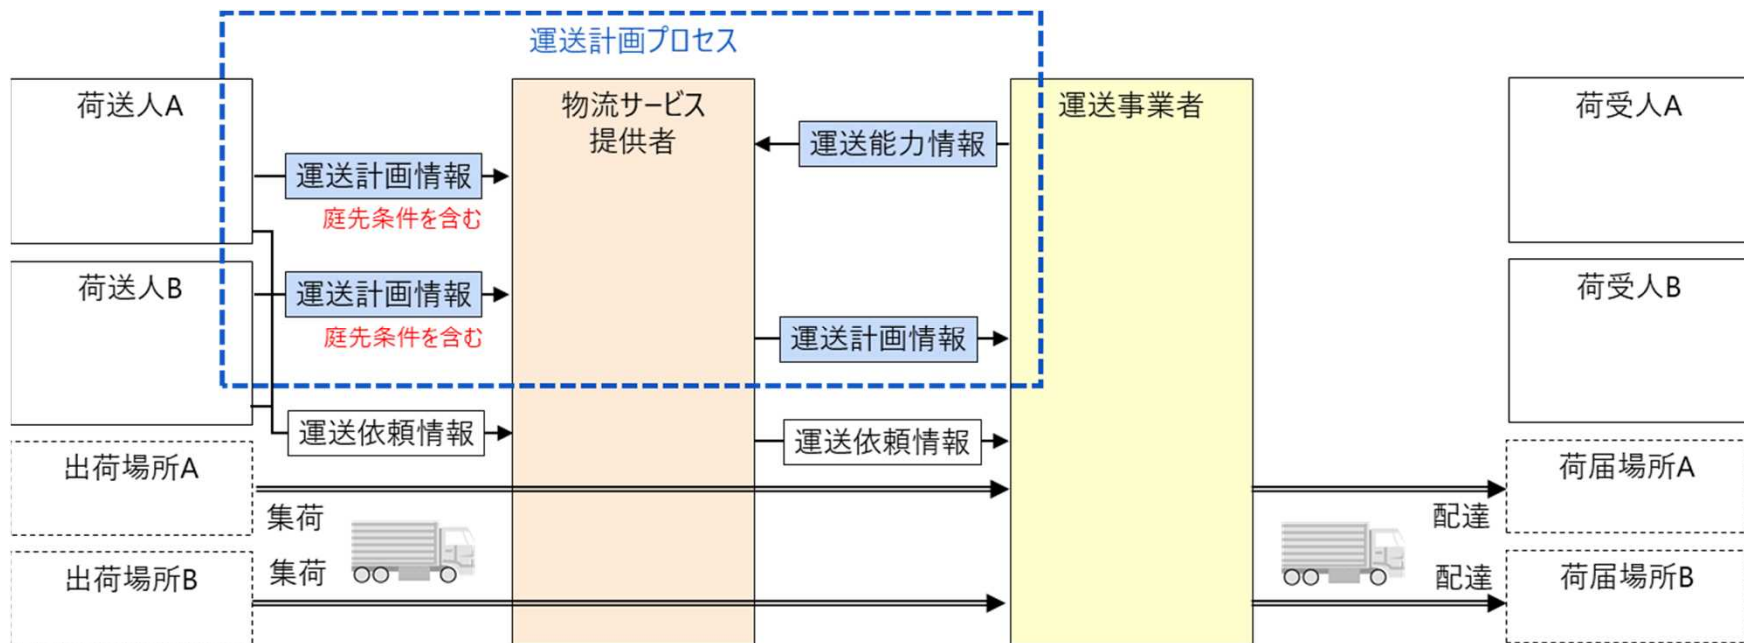 運送計画プロセス
荷送人A
物流サービス
提供者
運送能力情報
運送事業者
荷受人A
運送計画情報
庭先条件を含む
荷送人B
運送計画情報
庭先条件を含む
運送計画情報
荷受人B
運送依頼情報
運送依頼情報
出荷場所A
集荷
配達
荷届場所A
出荷場所B
集荷
配達
荷届場所B